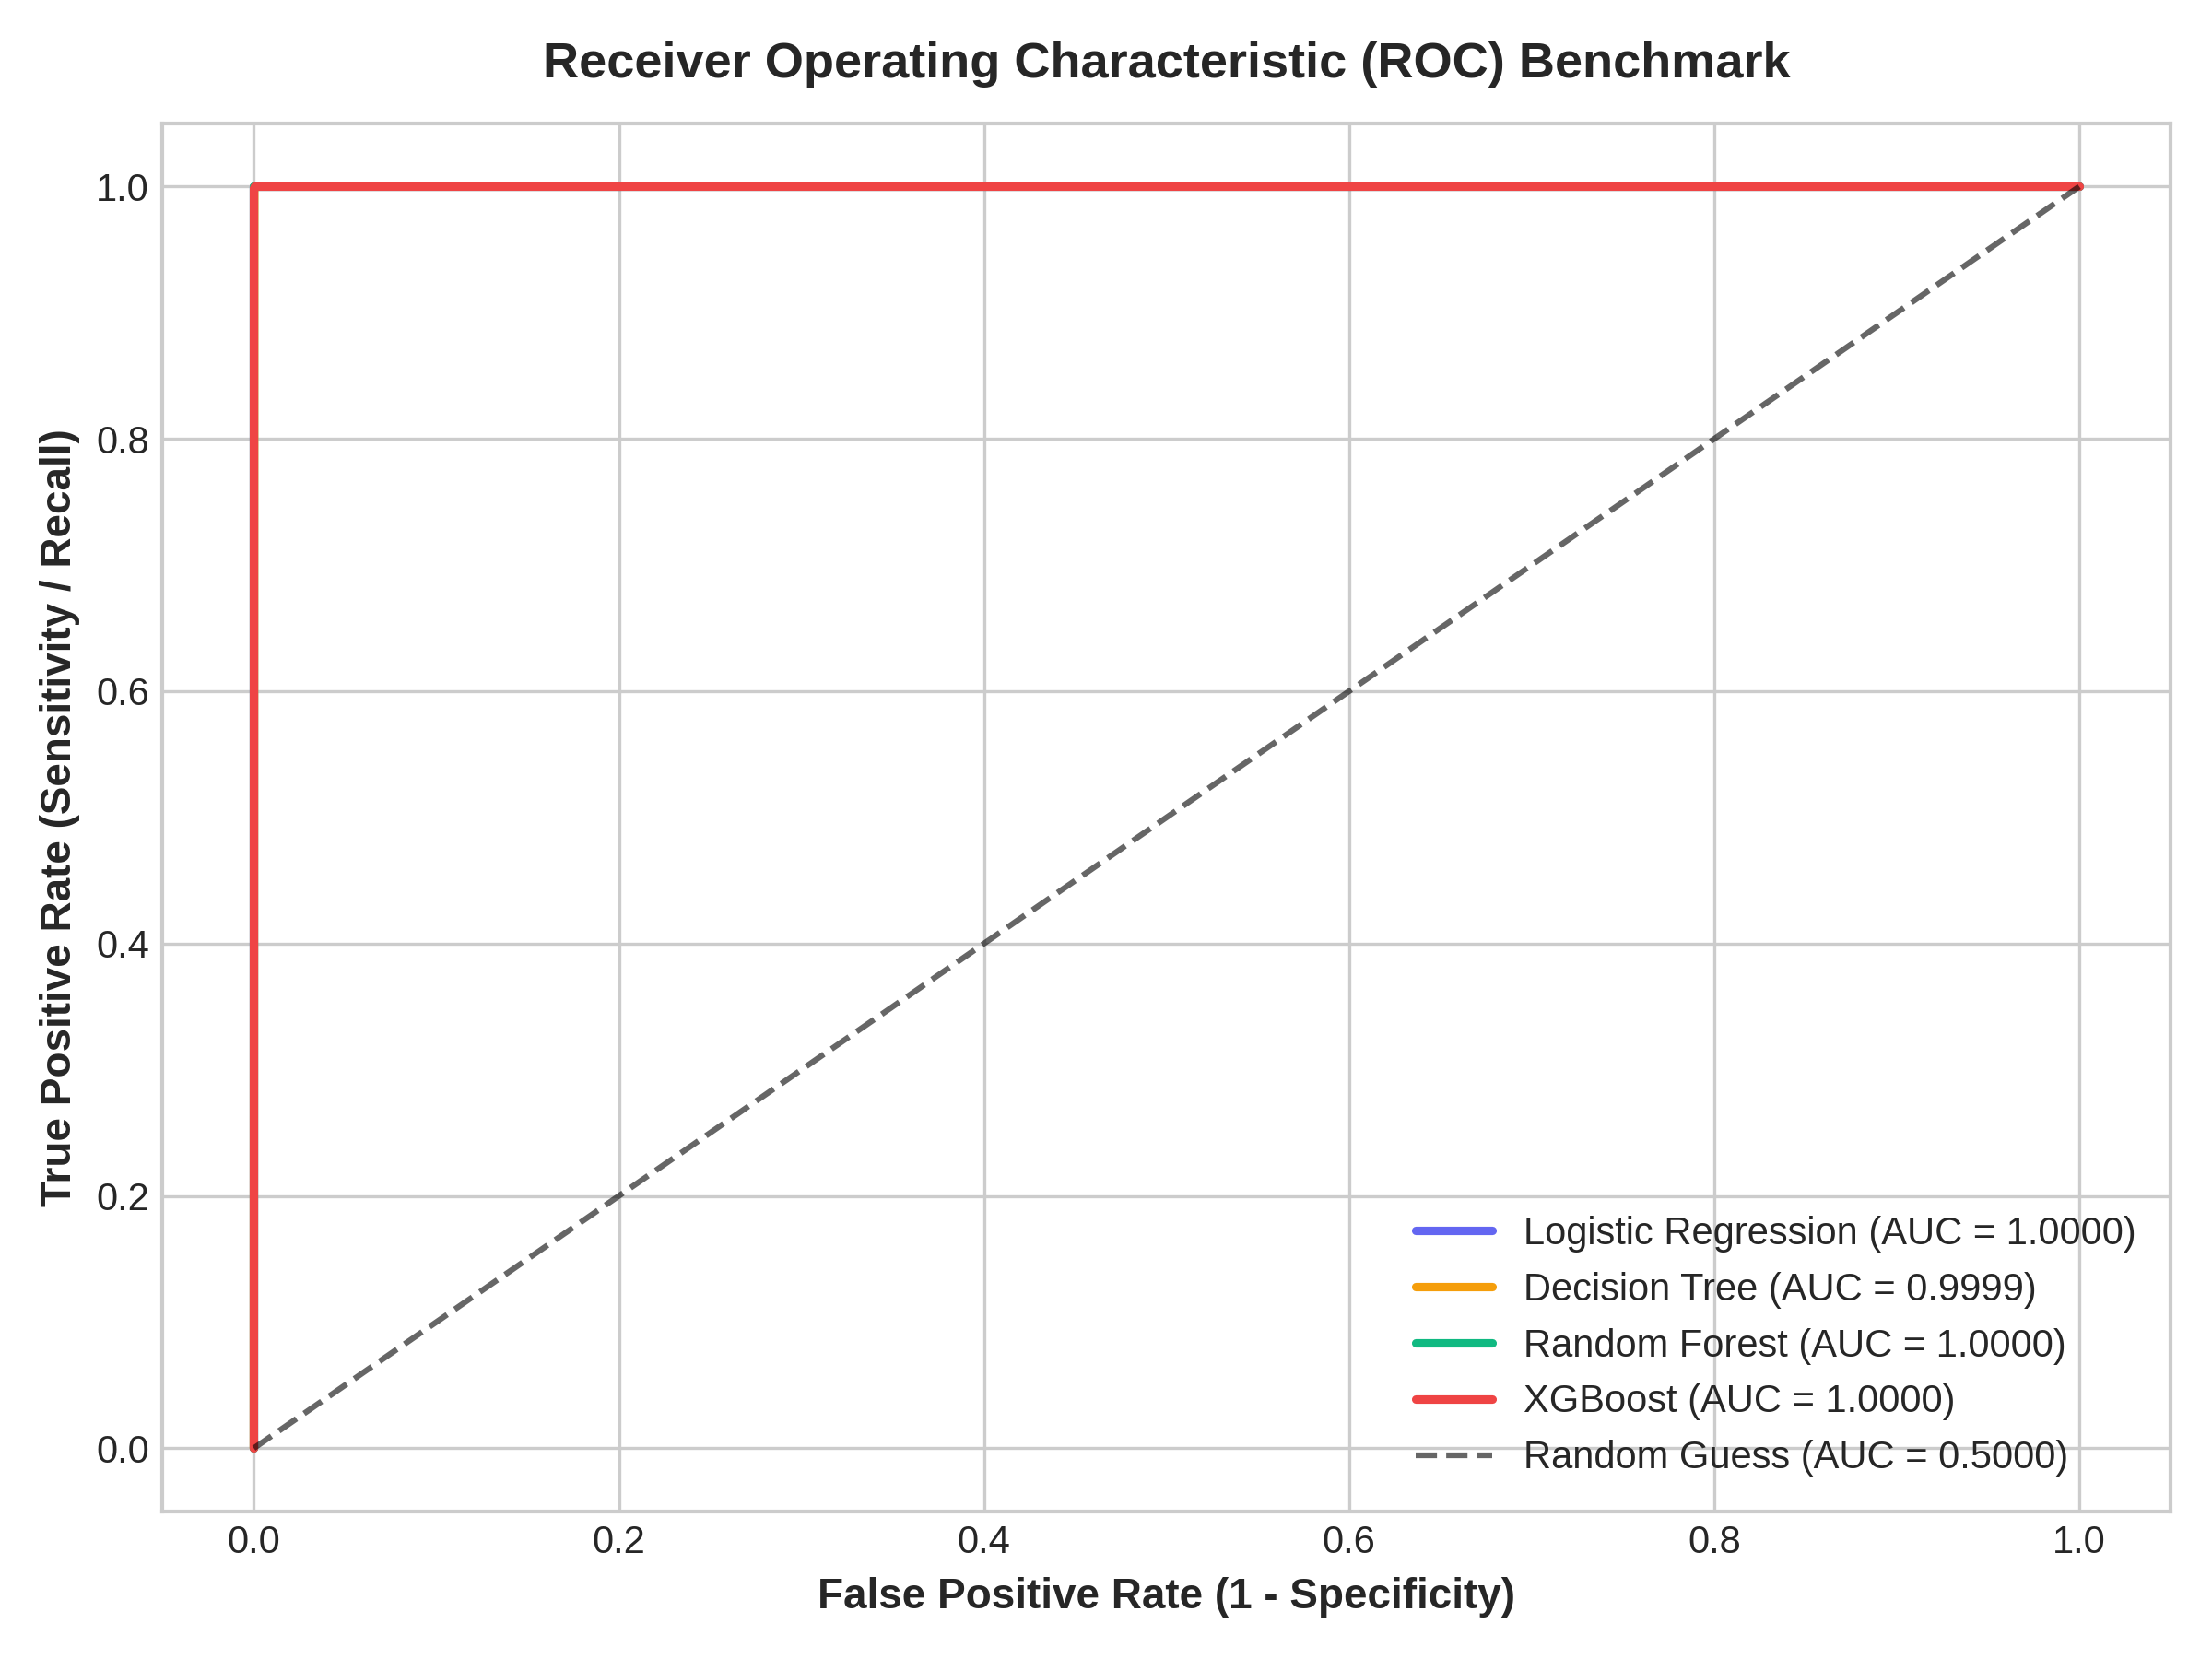 Receiver Operating Characteristic (ROC) Benchmark
True Positive Rate (Sensitivity / Recall)
1.0
0.8
0.6
0.4
0.2
0.0
Logistic Regression (AUC = 1.0000)
Decision Tree (AUC = 0.9999)
Random Forest (AUC = 1.0000)
XGBoost (AUC = 1.0000)
Random Guess (AUC = 0.5000)
0.0 0.2 0.4 0.6 0.8 1.0
False Positive Rate (1 - Specificity)